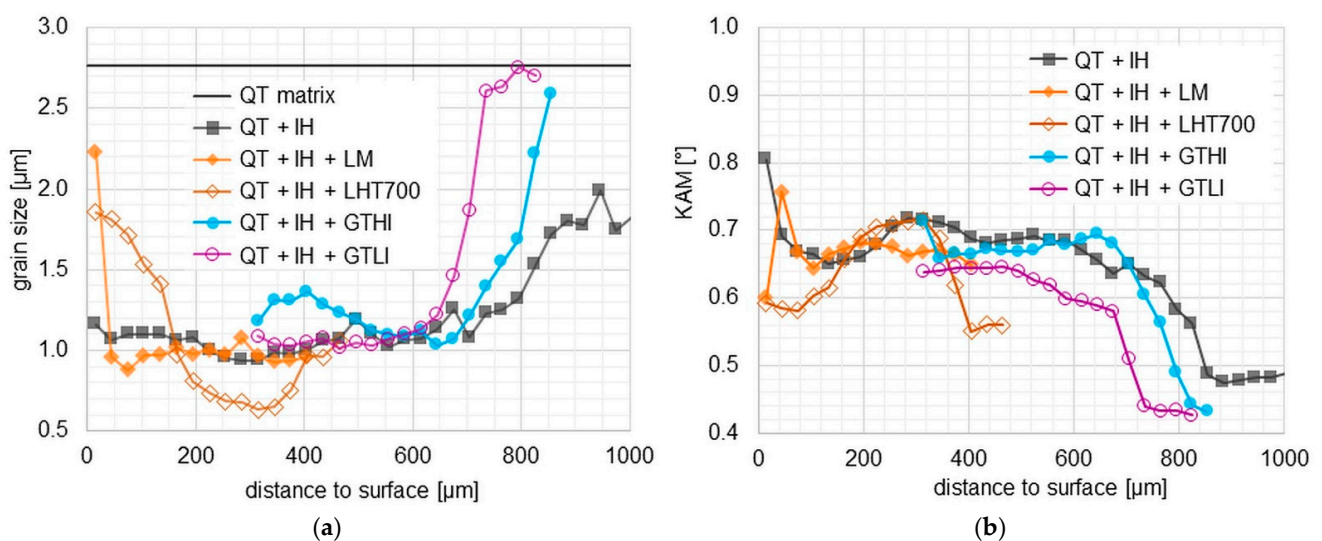 3.0
2.5
2.0
1.5
1.0
0.5
grain size [µm]
QT matrix
QT + IH
QT + IH + LM
QT + IH + LHT700
QT + IH + GTHI
QT + IH + GTLI
0 200 400 600 800 1000
distance to surface [µm]
(a)
1.0
0.9
0.8
0.7
0.6
0.5
0.4
KAM [°]
QT + IH
QT + IH + LM
QT + IH + LHT700
QT + IH + GTHI
QT + IH + GTLI
0 200 400 600 800 1000
distance to surface [µm]
(b)